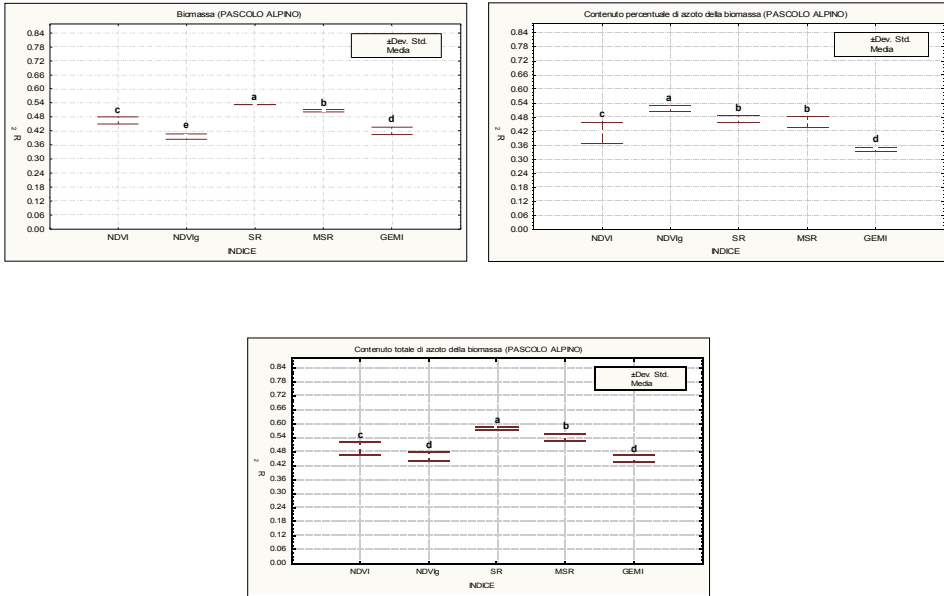 Biomassa (PASCOLO ALPINO)
±Dev. Std.
Media
0.84
0.78
0.72
0.66
0.60
0.54
0.48
0.42
0.36
0.30
0.24
0.18
0.12
0.06
0.00
R 2
c
e
a
b
d
NDVI NDVIg SR MSR GEMI
INDICE
Contenuto percentuale di azoto della biomassa (PASCOLO ALPINO)
±Dev. Std.
Media
0.84
0.78
0.72
0.66
0.60
0.54
0.48
0.42
0.36
0.30
0.24
0.18
0.12
0.06
0.00
R 2
c
a
b
b
d
NDVI NDVIg SR MSR GEMI
INDICE
Contenuto totale di azoto della biomassa (PASCOLO ALPINO)
±Dev. Std.
Media
0.84
0.78
0.72
0.66
0.60
0.54
0.48
0.42
0.36
0.30
0.24
0.18
0.12
0.06
0.00
R 2
c
d
a
b
d
NDVI NDVIg SR MSR GEMI
INDICE